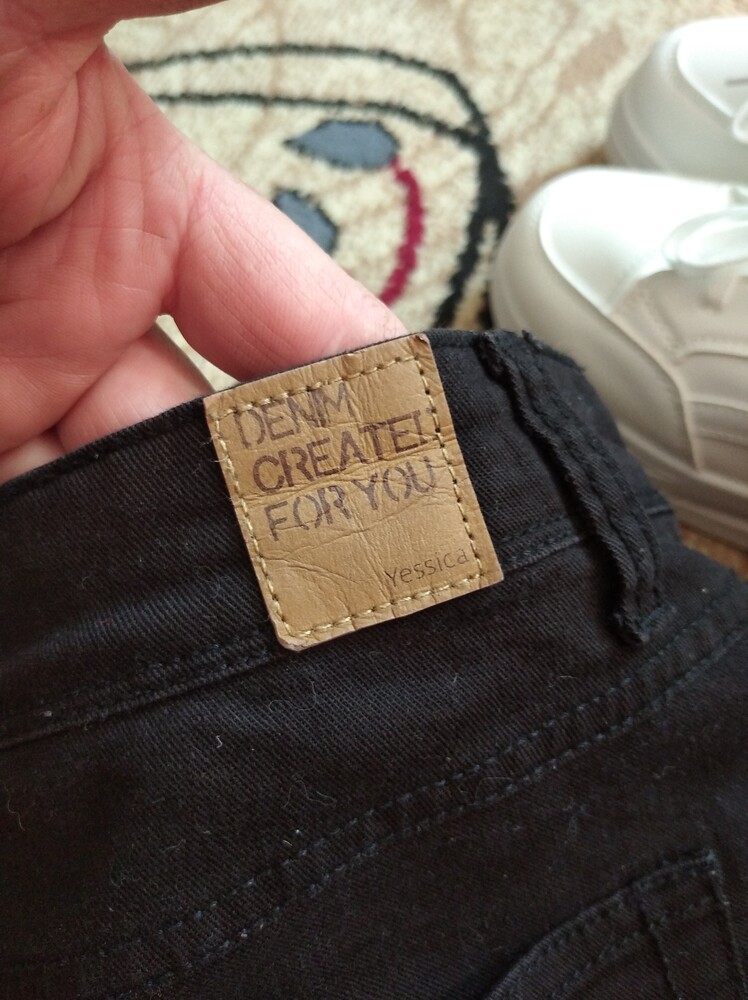 DENIM
CREATED
FOR YOU
Yessica